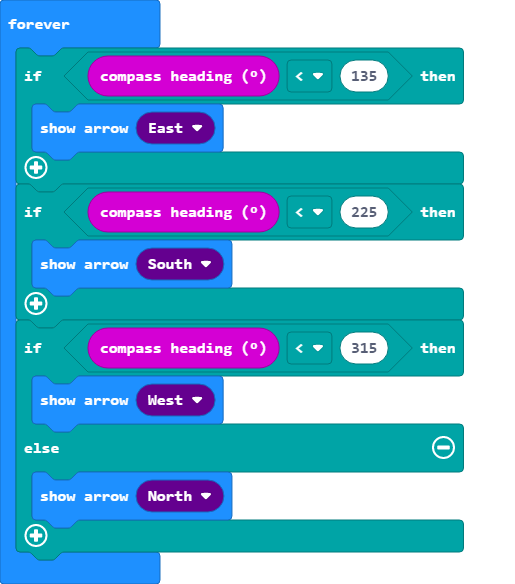 forever
if compass heading (º) < 135 then
show arrow East
if compass heading (º) < 225 then
show arrow South
if compass heading (º) < 315 then
show arrow West
else
show arrow North